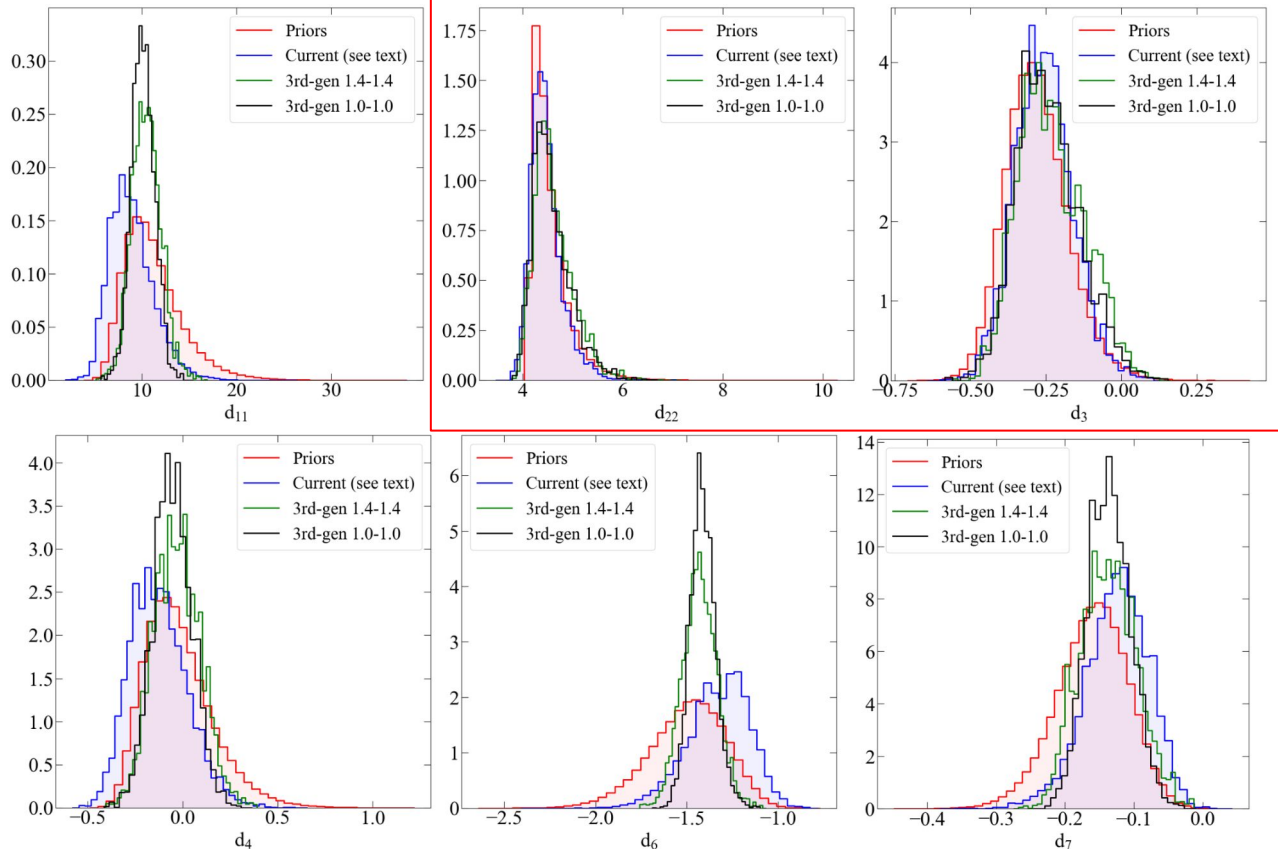 Priors
Current (see text)
3rd-gen 1.4-1.4
3rd-gen 1.0-1.0
0.30
0.25
0.20
0.15
0.10
0.05
0.00
10
20
30
d11
Priors
Current (see text)
3rd-gen 1.4-1.4
3rd-gen 1.0-1.0
1.75
1.50
1.25
1.00
0.75
0.50
0.25
0.00
4
6
8
10
d22
Priors
Current (see text)
3rd-gen 1.4-1.4
3rd-gen 1.0-1.0
4
3
2
1
0
−0.75
−0.50
−0.25
0.00
0.25
d3
Priors
Current (see text)
3rd-gen 1.4-1.4
3rd-gen 1.0-1.0
4.0
3.5
3.0
2.5
2.0
1.5
1.0
0.5
0.0
−0.5
0.0
0.5
1.0
d4
Priors
Current (see text)
3rd-gen 1.4-1.4
3rd-gen 1.0-1.0
6
5
4
3
2
1
0
−2.5
−2.0
−1.5
−1.0
d6
Priors
Current (see text)
3rd-gen 1.4-1.4
3rd-gen 1.0-1.0
14
12
10
8
6
4
2
0
−0.4
−0.3
−0.2
−0.1
0.0
d7